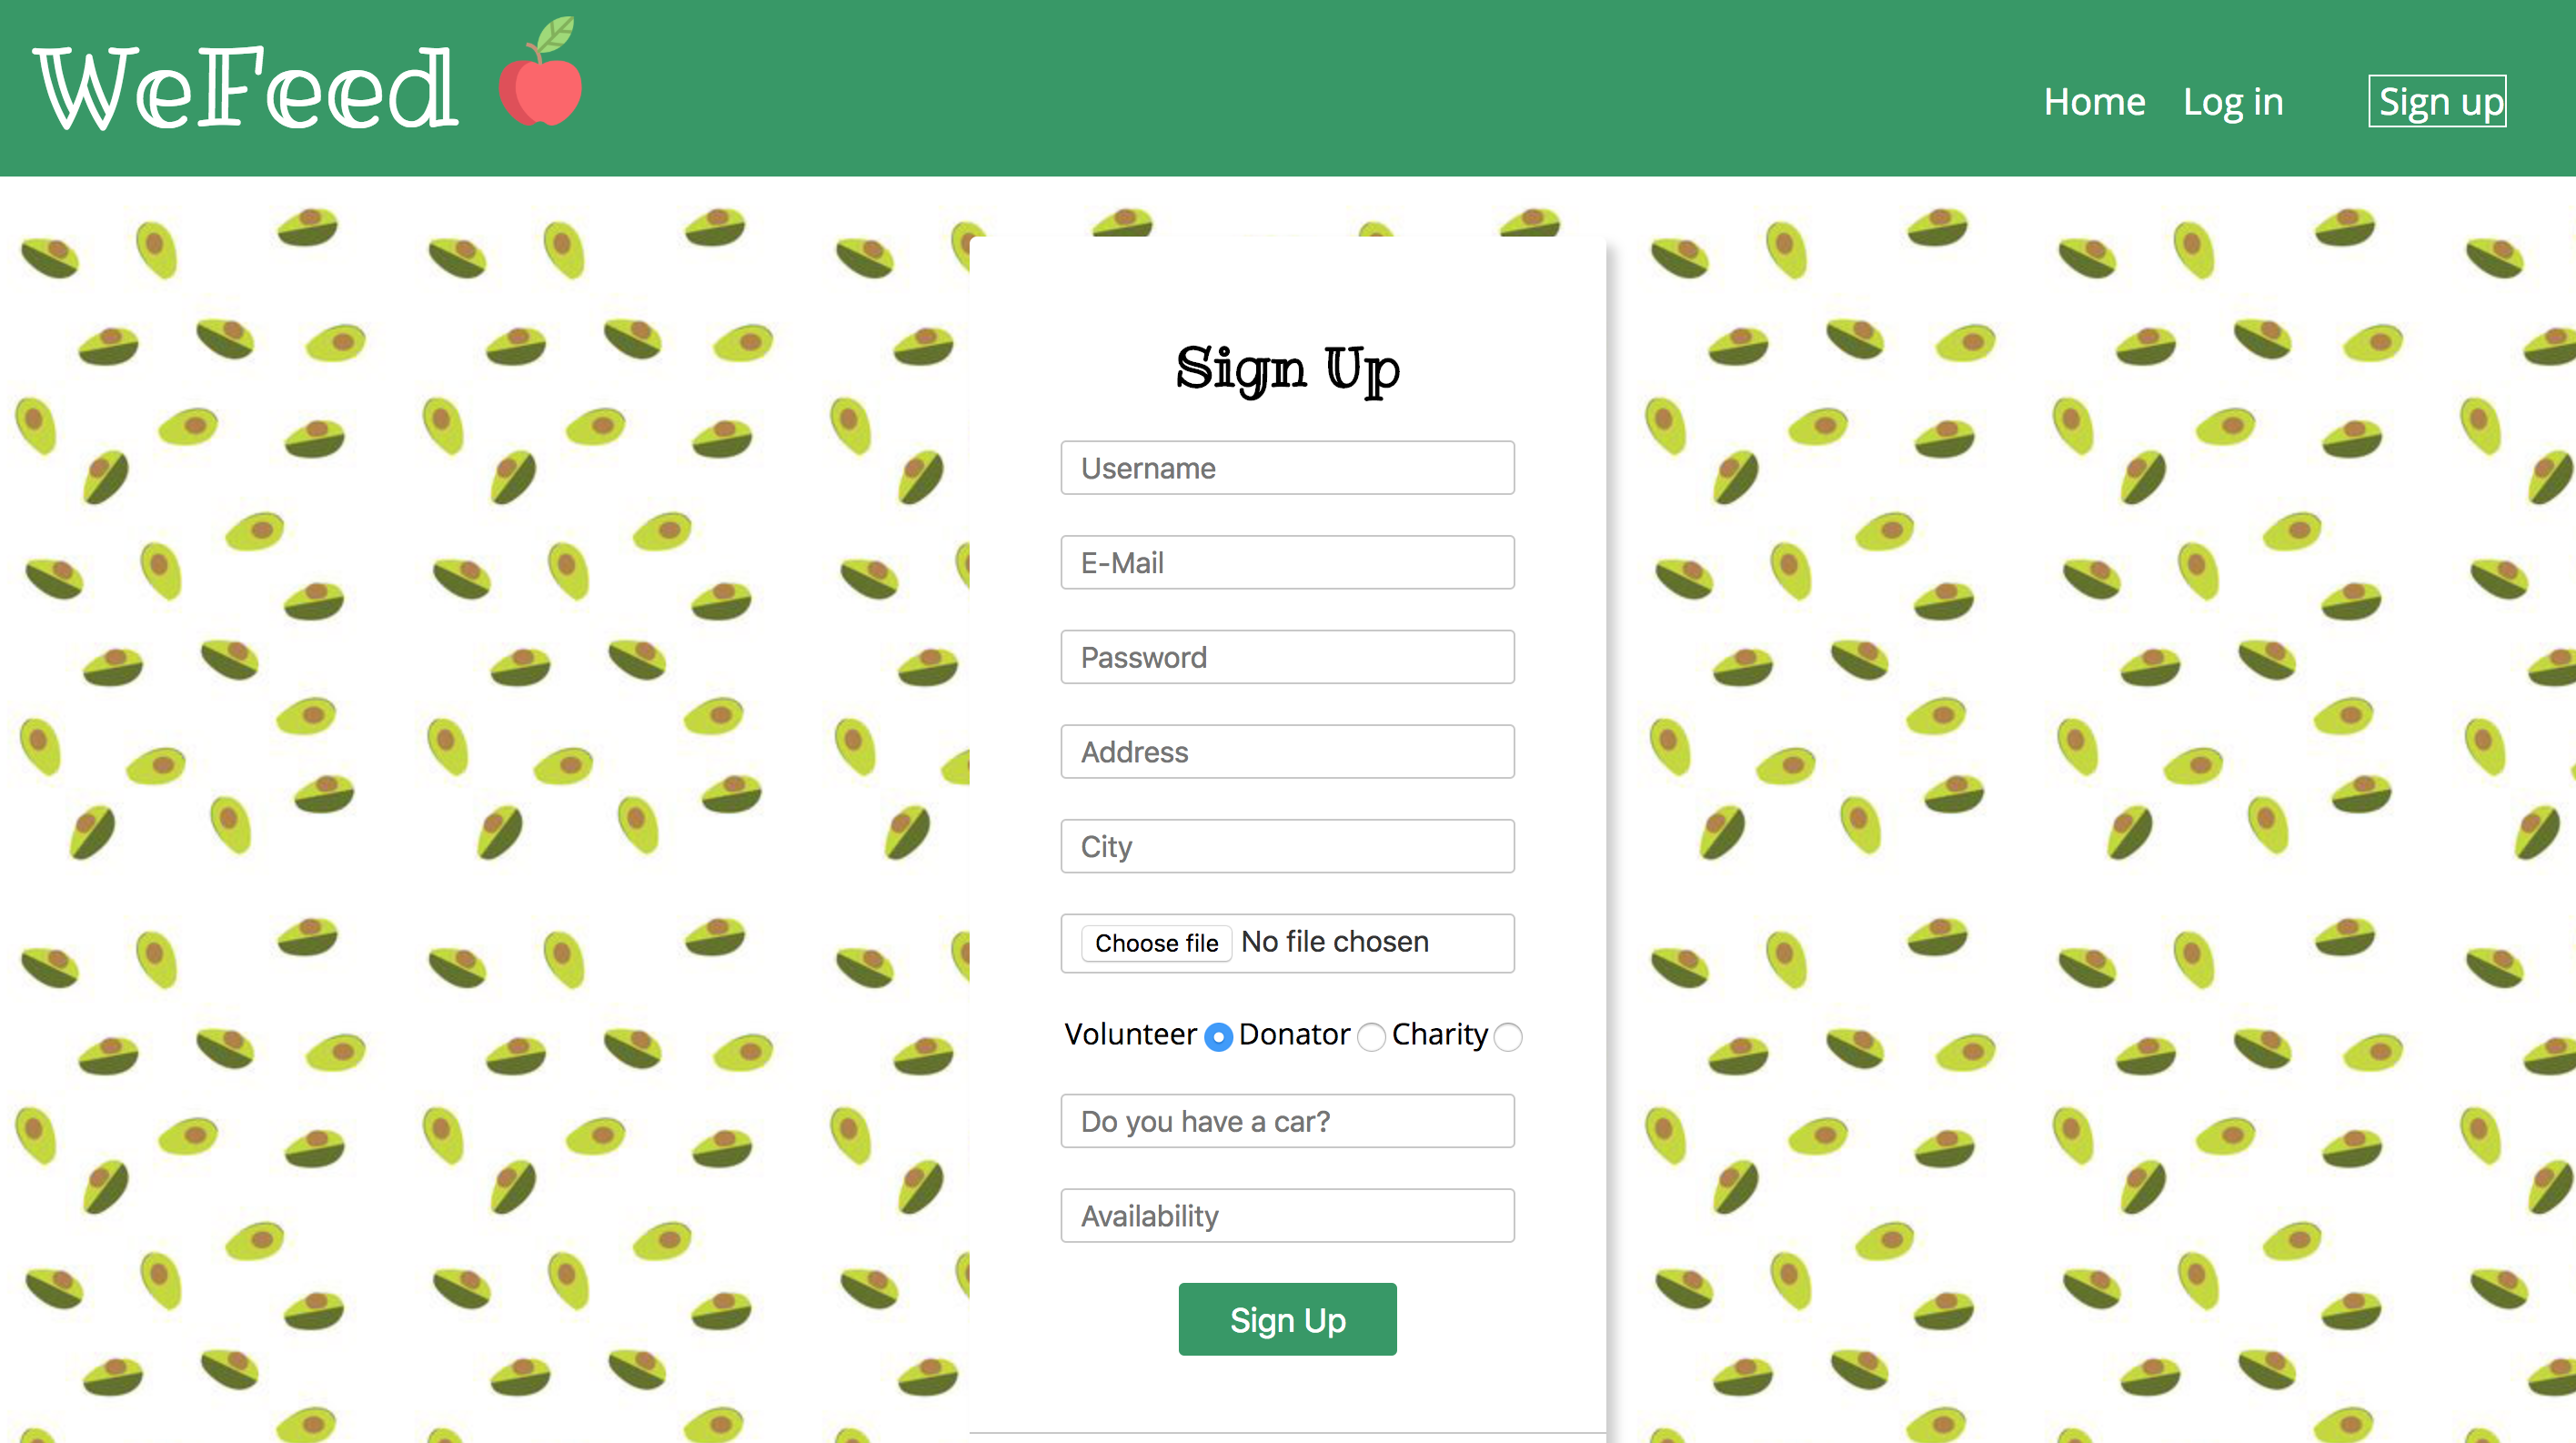 WeFeed
Home Log in Sign up
Sign Up
Username
E-Mail
Password
Address
City
Choose file No file chosen
Volunteer Donator Charity
Do you have a car?
Availability
Sign Up